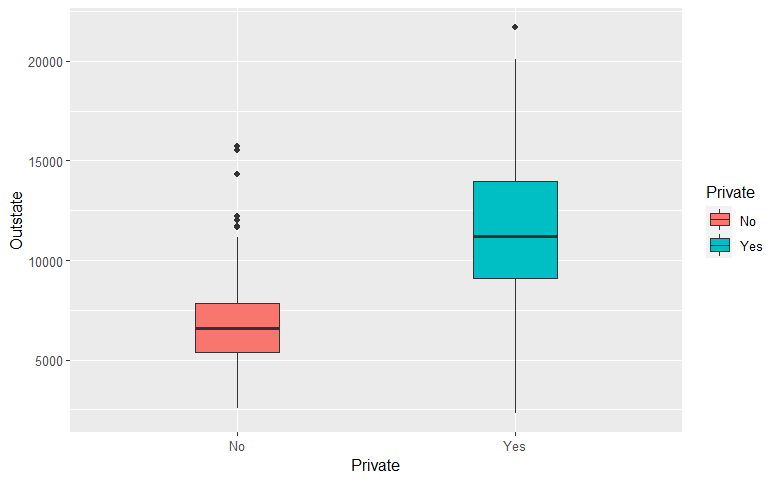 20000
15000
10000
5000
Outstate
No
Yes
Private
Private
No
Yes